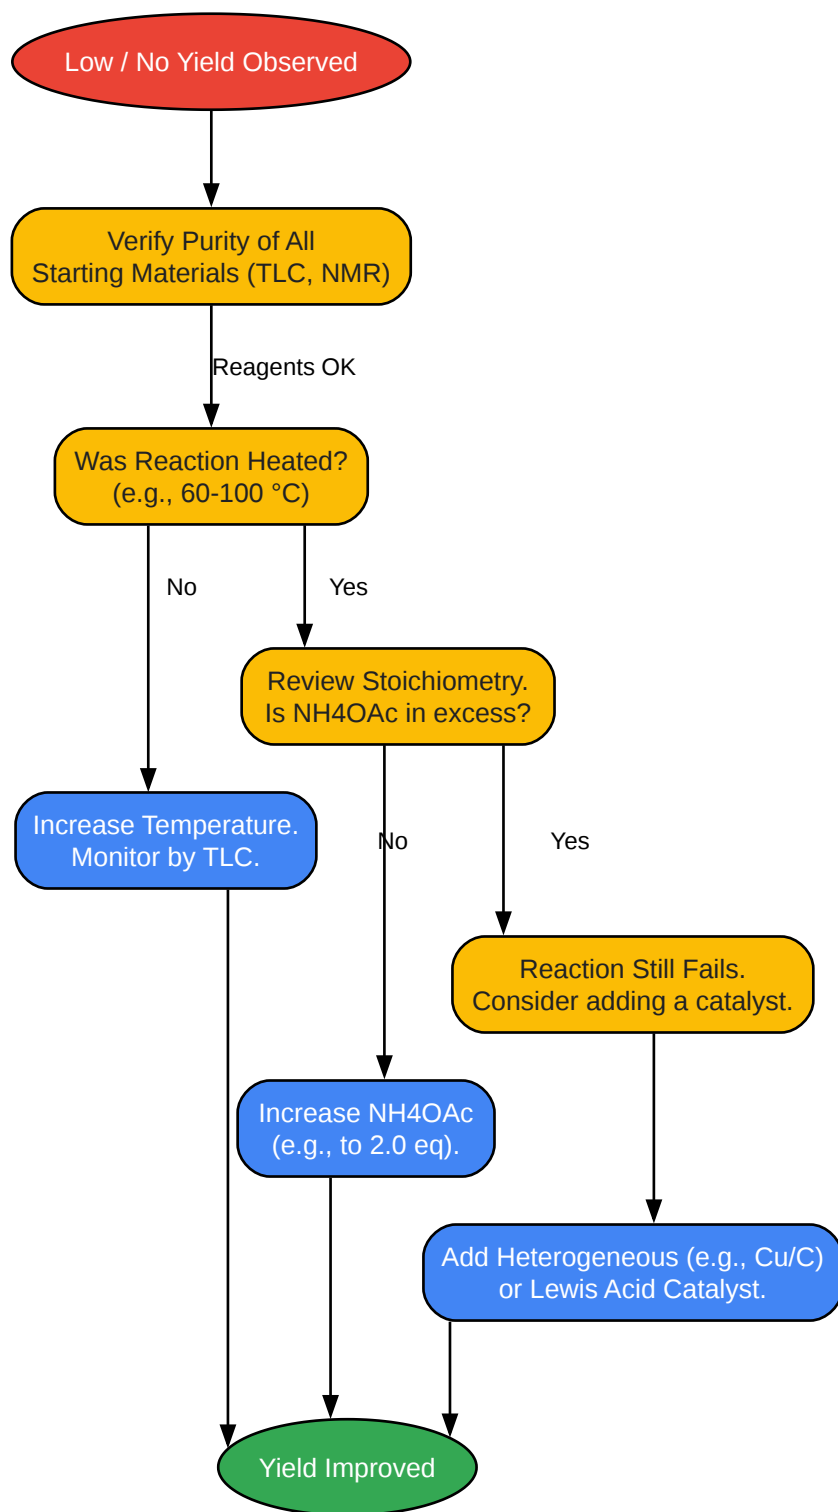 Low / No Yield Observed
Verify Purity of All
Starting Materials (TLC, NMR)
Reagents OK
Was Reaction Heated?
(e.g., 60-100 °C)
No
Yes
Review Stoichiometry.
Is NH4OAc in excess?
Increase Temperature.
Monitor by TLC.
No
Yes
Reaction Still Fails.
Consider adding a catalyst.
Increase NH4OAc
(e.g., to 2.0 eq).
Add Heterogeneous (e.g., Cu/C)
or Lewis Acid Catalyst.
Yield Improved